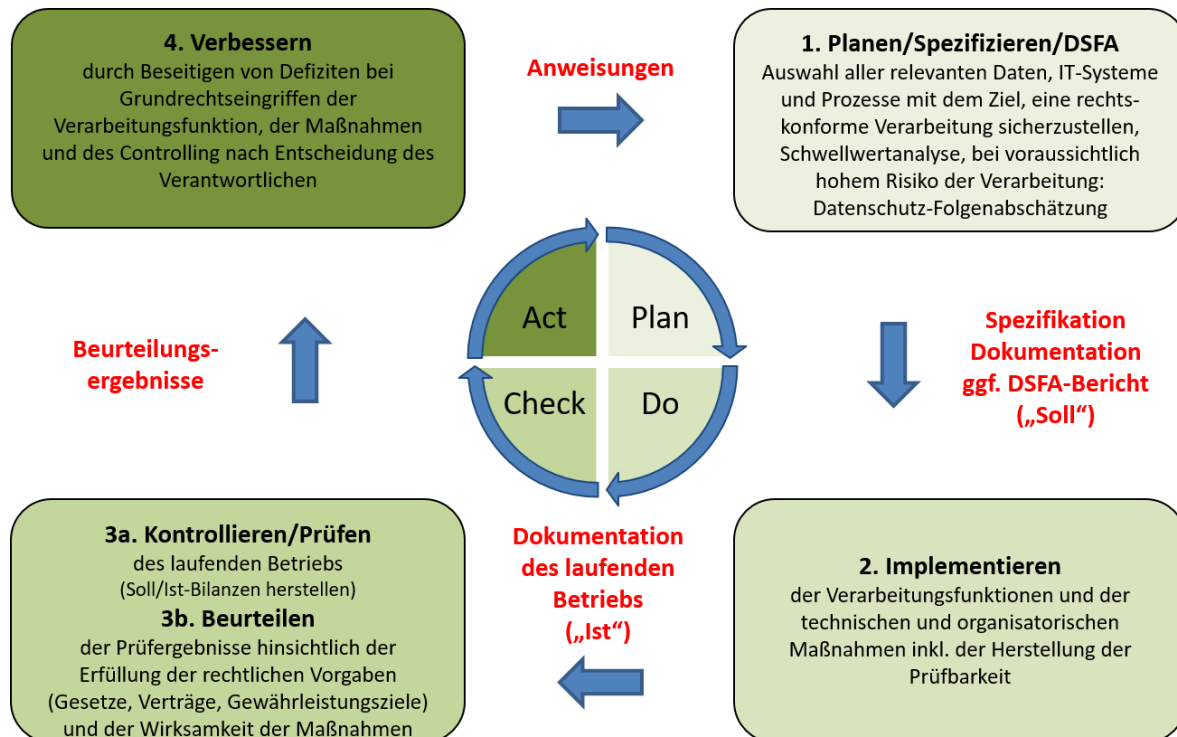 4. Verbessern
durch Beseitigen von Defiziten bei
Grundrechtseingriffen der
Verarbeitungsfunktion, der Maßnahmen
und des Controlling nach Entscheidung des
Verantwortlichen
Anweisungen
1. Planen/Spezifizieren/DSFA
Auswahl aller relevanten Daten, IT-Systeme
und Prozesse mit dem Ziel, eine rechts-
konforme Verarbeitung sicherzustellen,
Schwellwertanalyse, bei voraussichtlich
hohem Risiko der Verarbeitung:
Datenschutz-Folgenabschätzung
Act
Plan
Check
Do
Beurteilungs-
ergebnisse
Spezifikation
Dokumentation
ggf. DSFA-Bericht
(„Soll“)
3a. Kontrollieren/Prüfen
des laufenden Betriebs
(Soll/Ist-Bilanzen herstellen)
3b. Beurteilen
der Prüfergebnisse hinsichtlich der
Erfüllung der rechtlichen Vorgaben
(Gesetze, Verträge, Gewährleistungsziele)
und der Wirksamkeit der Maßnahmen
Dokumentation
des laufenden
Betriebs
(„Ist“)
2. Implementieren
der Verarbeitungsfunktionen und der
technischen und organisatorischen
Maßnahmen inkl. der Herstellung der
Prüfbarkeit